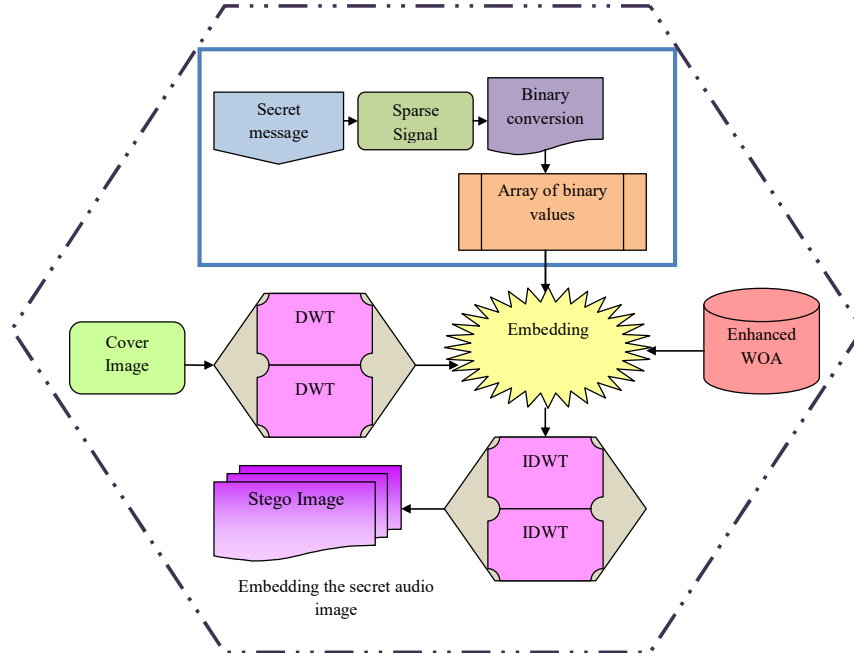 Secret
message
Sparse
Signal
Binary
conversion
Array of binary
values
Cover
Image
DWT
DWT
Embedding
Enhanced
WOA
IDWT
IDWT
Stego Image
Embedding the secret audio
image